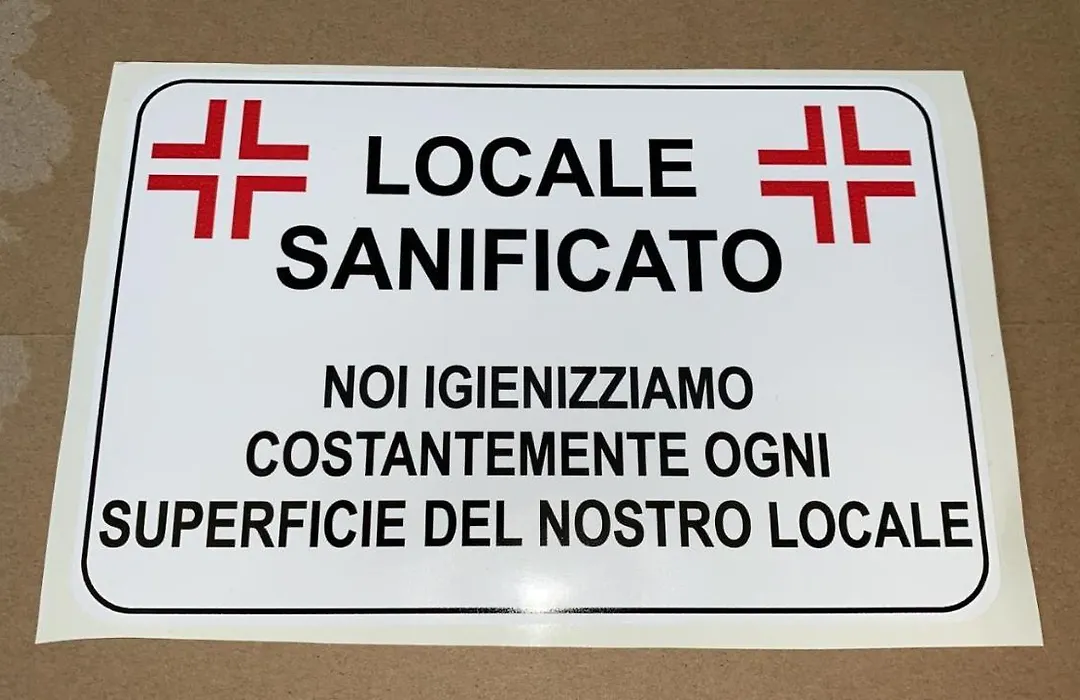 LOCALE
SANIFICATO
NOI IGIENIZZIAMO
COSTANTEMENTE OGNI
SUPERFICIE DEL NOSTRO LOCALE